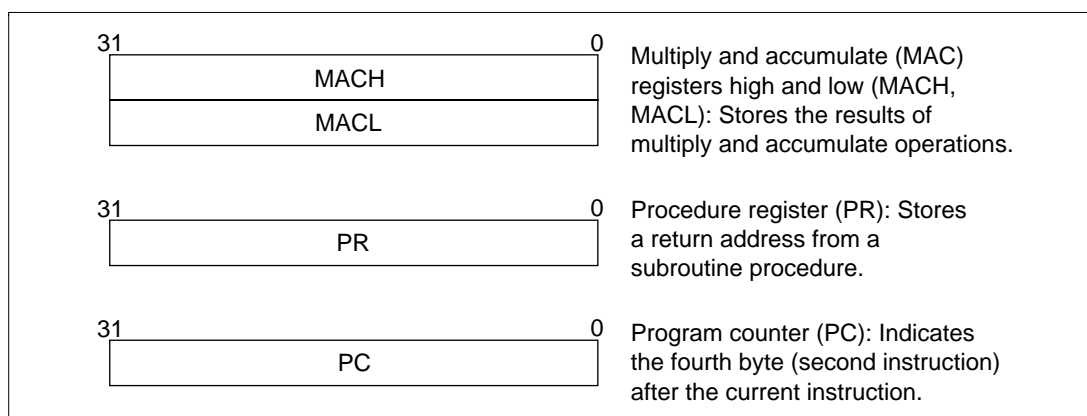 31 0
MACH
MACL
Multiply and accumulate (MAC)
registers high and low (MACH,
MACL): Stores the results of
multiply and accumulate operations.
31 0
PR
Procedure register (PR): Stores
a return address from a
subroutine procedure.
31 0
PC
Program counter (PC): Indicates
the fourth byte (second instruction)
after the current instruction.